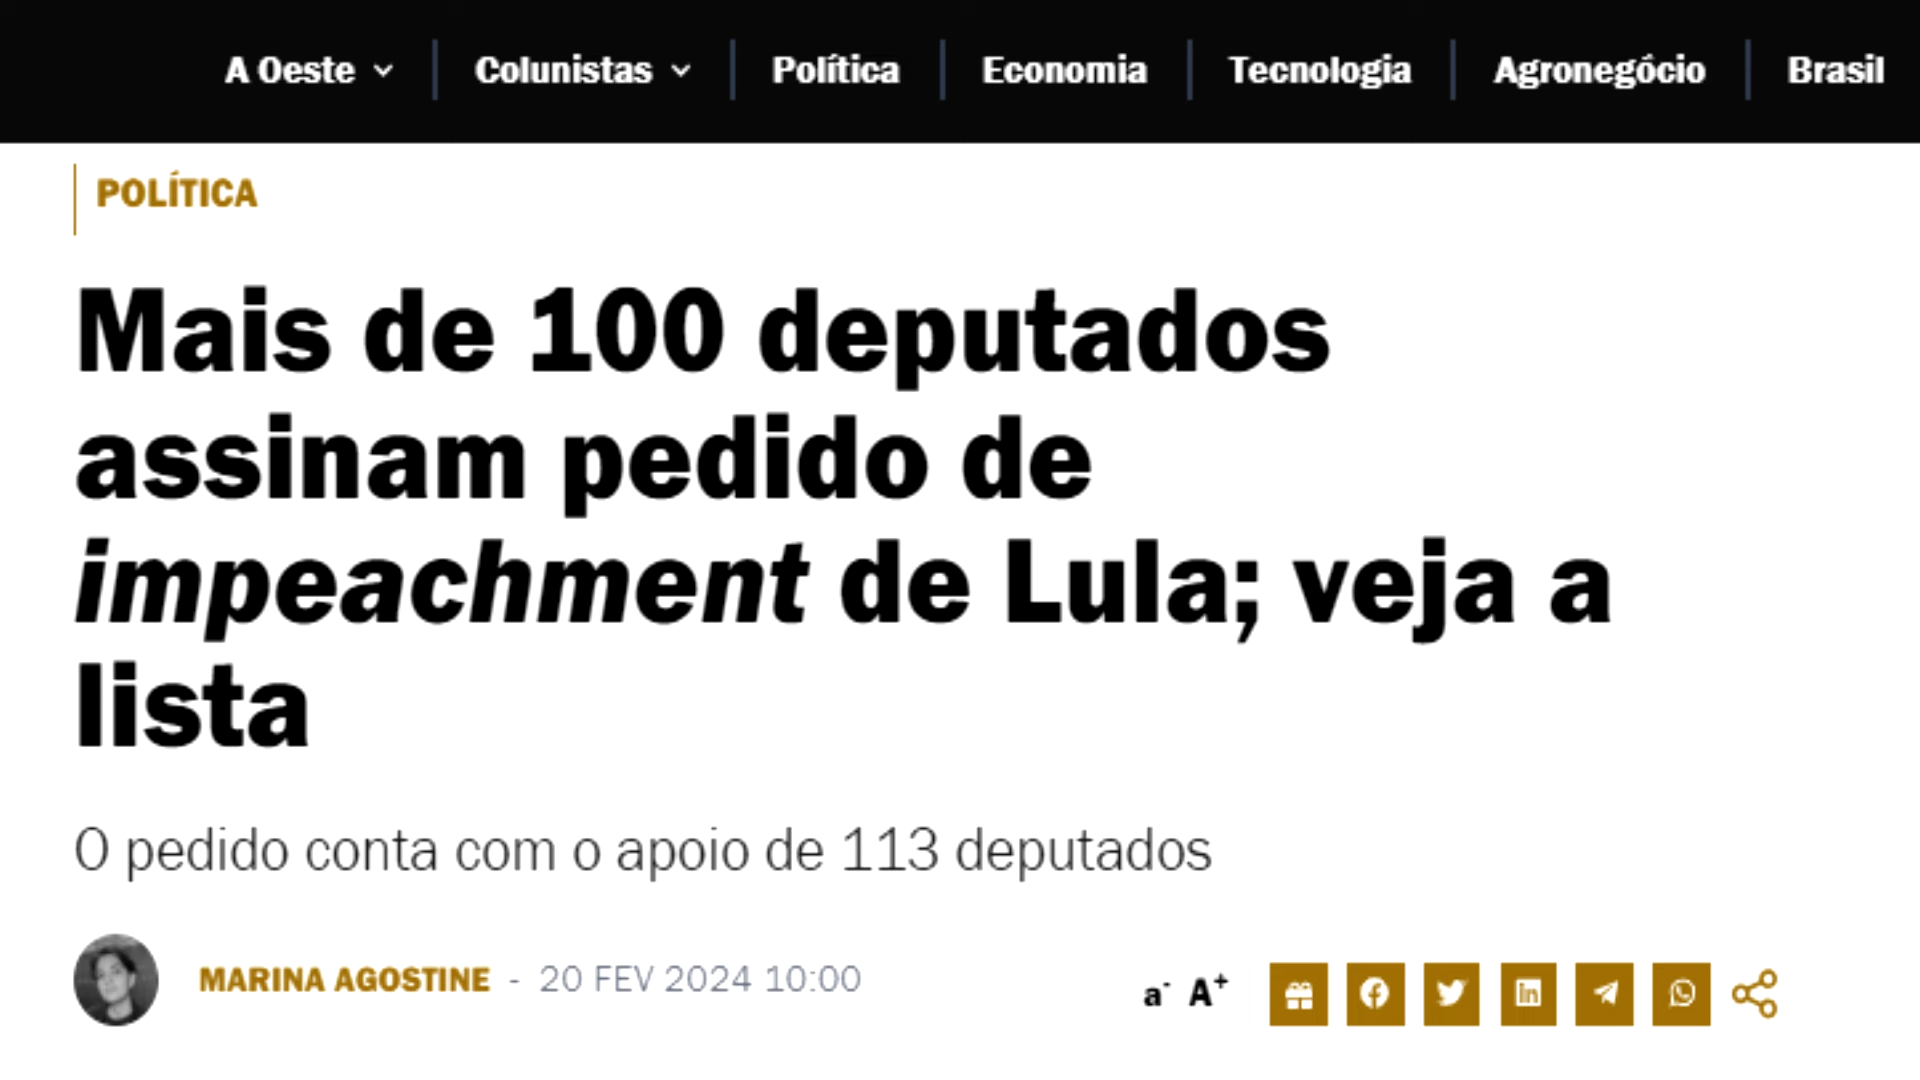 A Oeste Colunistas Política Economia Tecnologia Agronegócio Brasil
POLÍTICA
Mais de 100 deputados
assinam pedido de
impeachment de Lula; veja a
lista
O pedido conta com o apoio de 113 deputados
MARINA AGOSTINE - 20 FEV 2024 10:00
a- A+